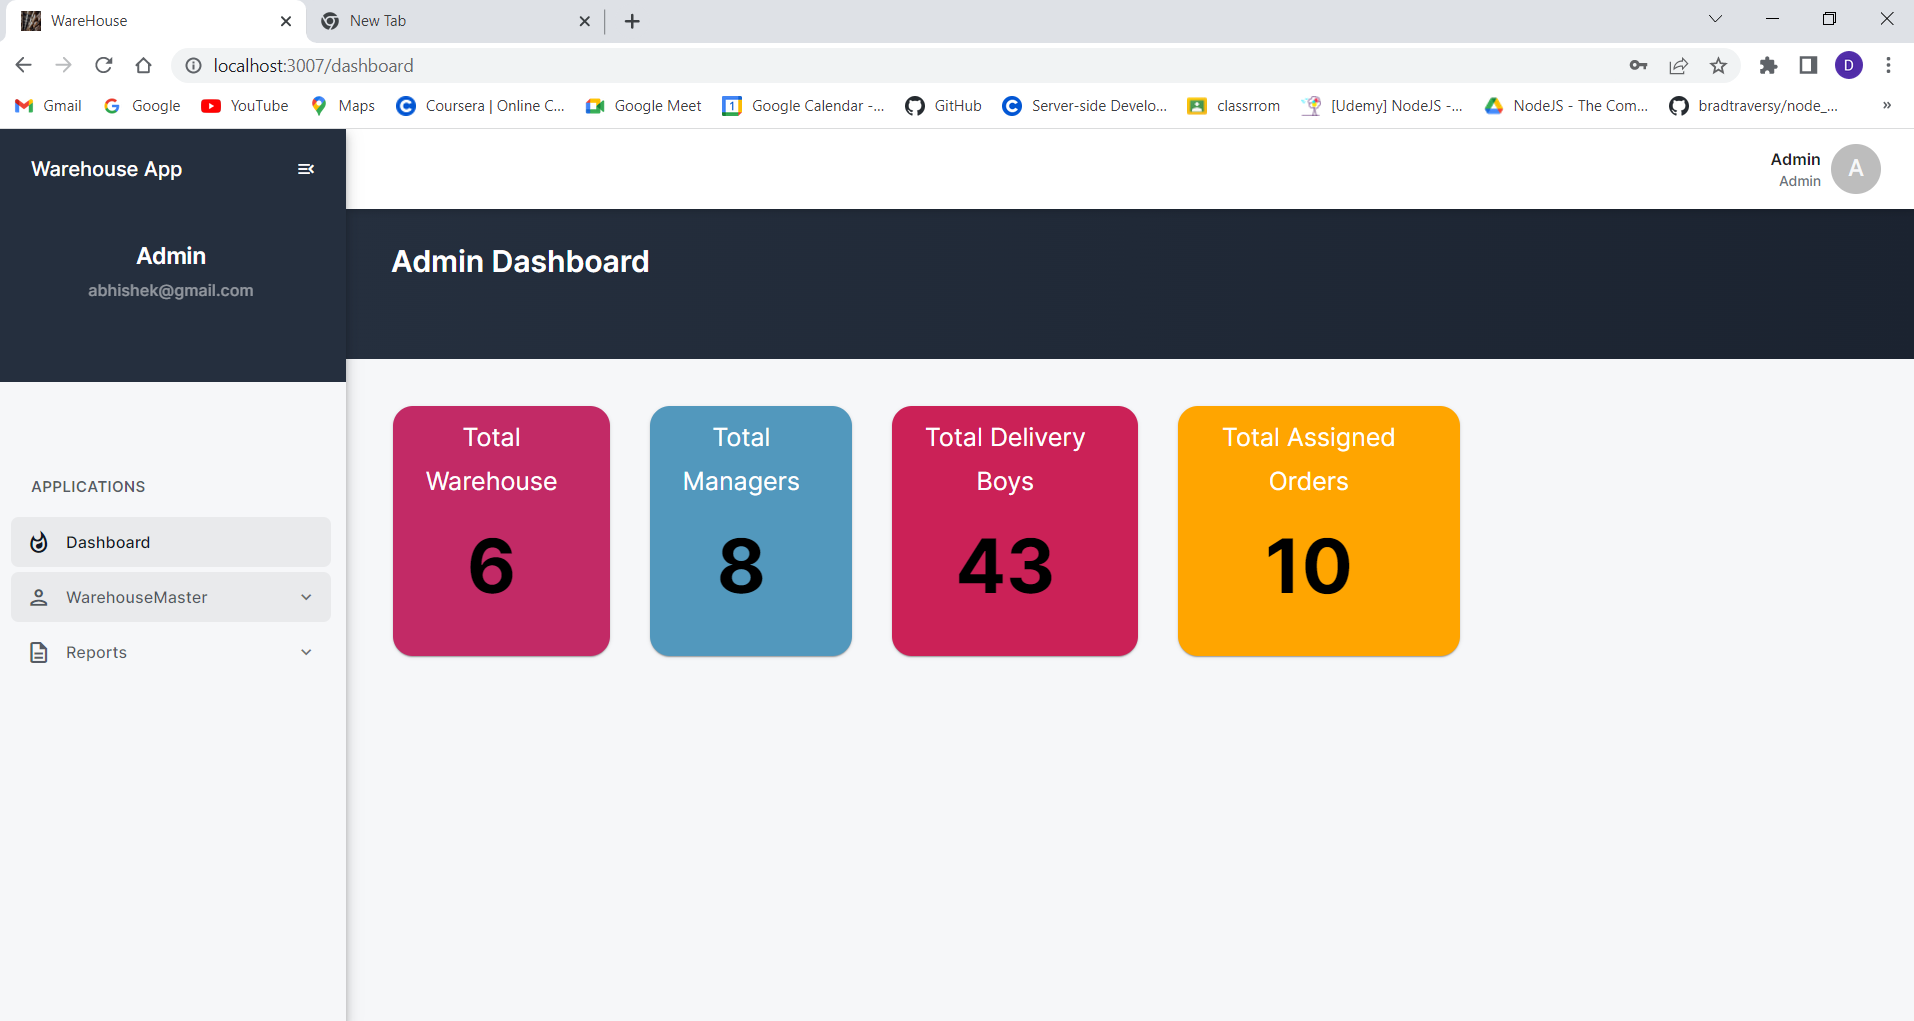 WareHouse
New Tab
localhost:3007/dashboard
D
Gmail
Google
YouTube
Maps
Coursera | Online C...
Google Meet
1
Google Calendar -...
GitHub
Server-side Develo...
classrrom
[Udemy] NodeJS -...
NodeJS - The Com...
bradtraversy/node_...
»
Warehouse App
Admin
Admin
A
Admin
abhishek@gmail.com
Admin Dashboard
APPLICATIONS
Dashboard
WarehouseMaster
Reports
Total
Warehouse
6
Total
Managers
8
Total Delivery
Boys
43
Total Assigned
Orders
10